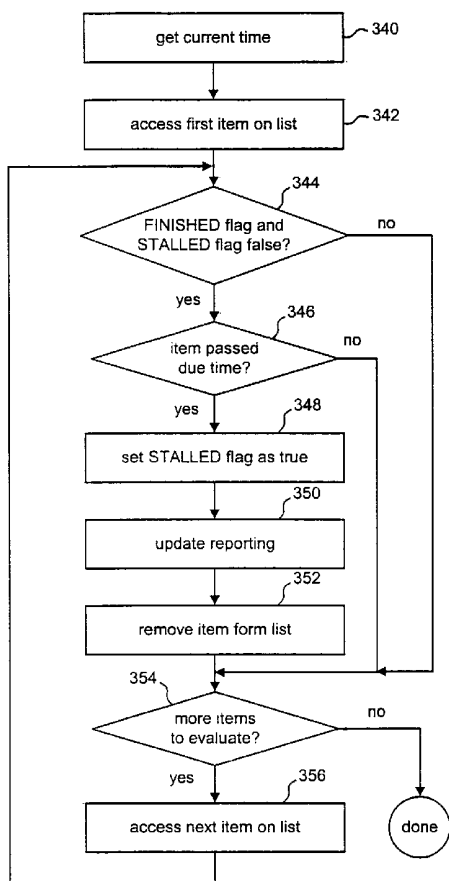 get current time
340
access first item on list
342
344
FINISHED flag and
STALLED flag false?
no
yes
346
item passed
due time?
no
yes
348
set STALLED flag as true
350
update reporting
352
remove item form list
354
more items
to evaluate?
no
yes
356
access next item on list
done